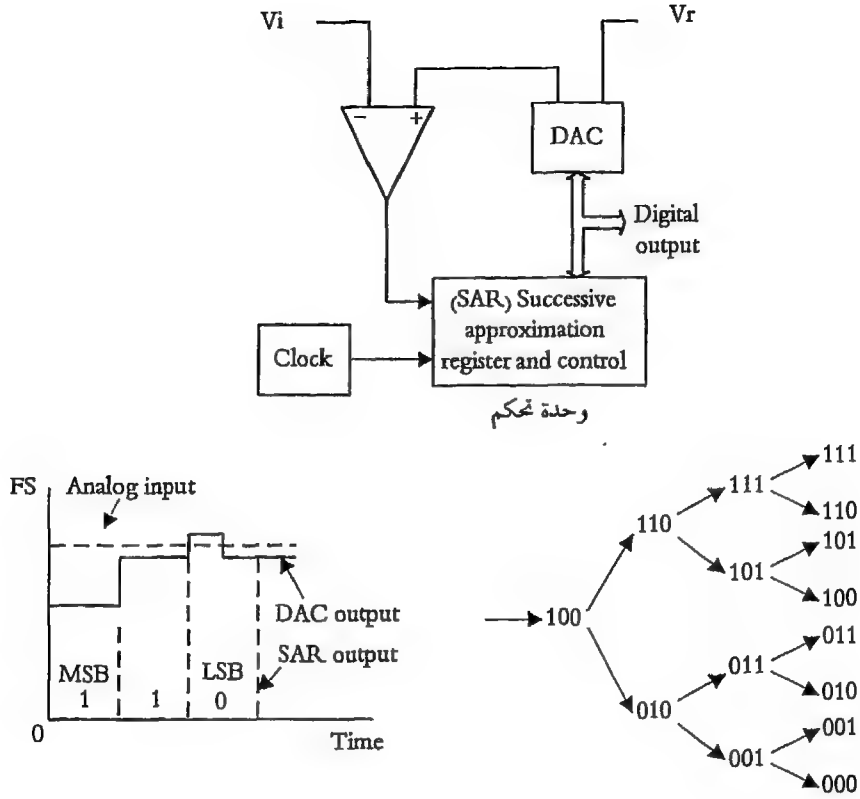 Vi
Vr
− +
DAC
Digital
output
(SAR) Successive
approximation
register and control
Clock
وحدة تحكم
FS
Analog input
DAC output
SAR output
MSB
1
1
LSB
0
0
Time
100
110
010
111
101
011
001
111
110
101
100
011
010
001
000